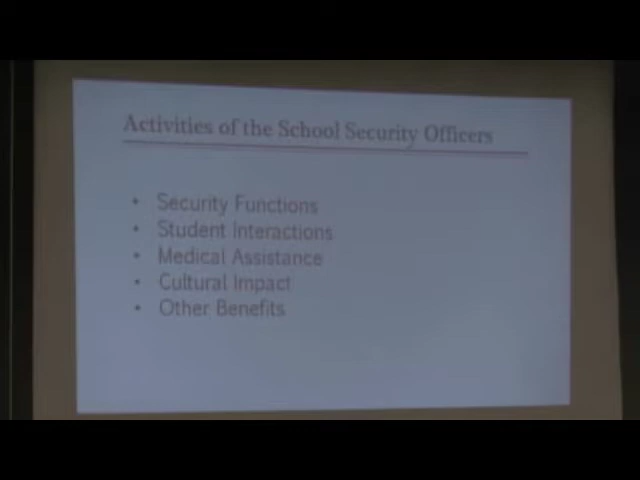 Activities of the School Security Officers
• Security Functions
• Student Interactions
• Medical Assistance
• Cultural Impact
• Other Benefits